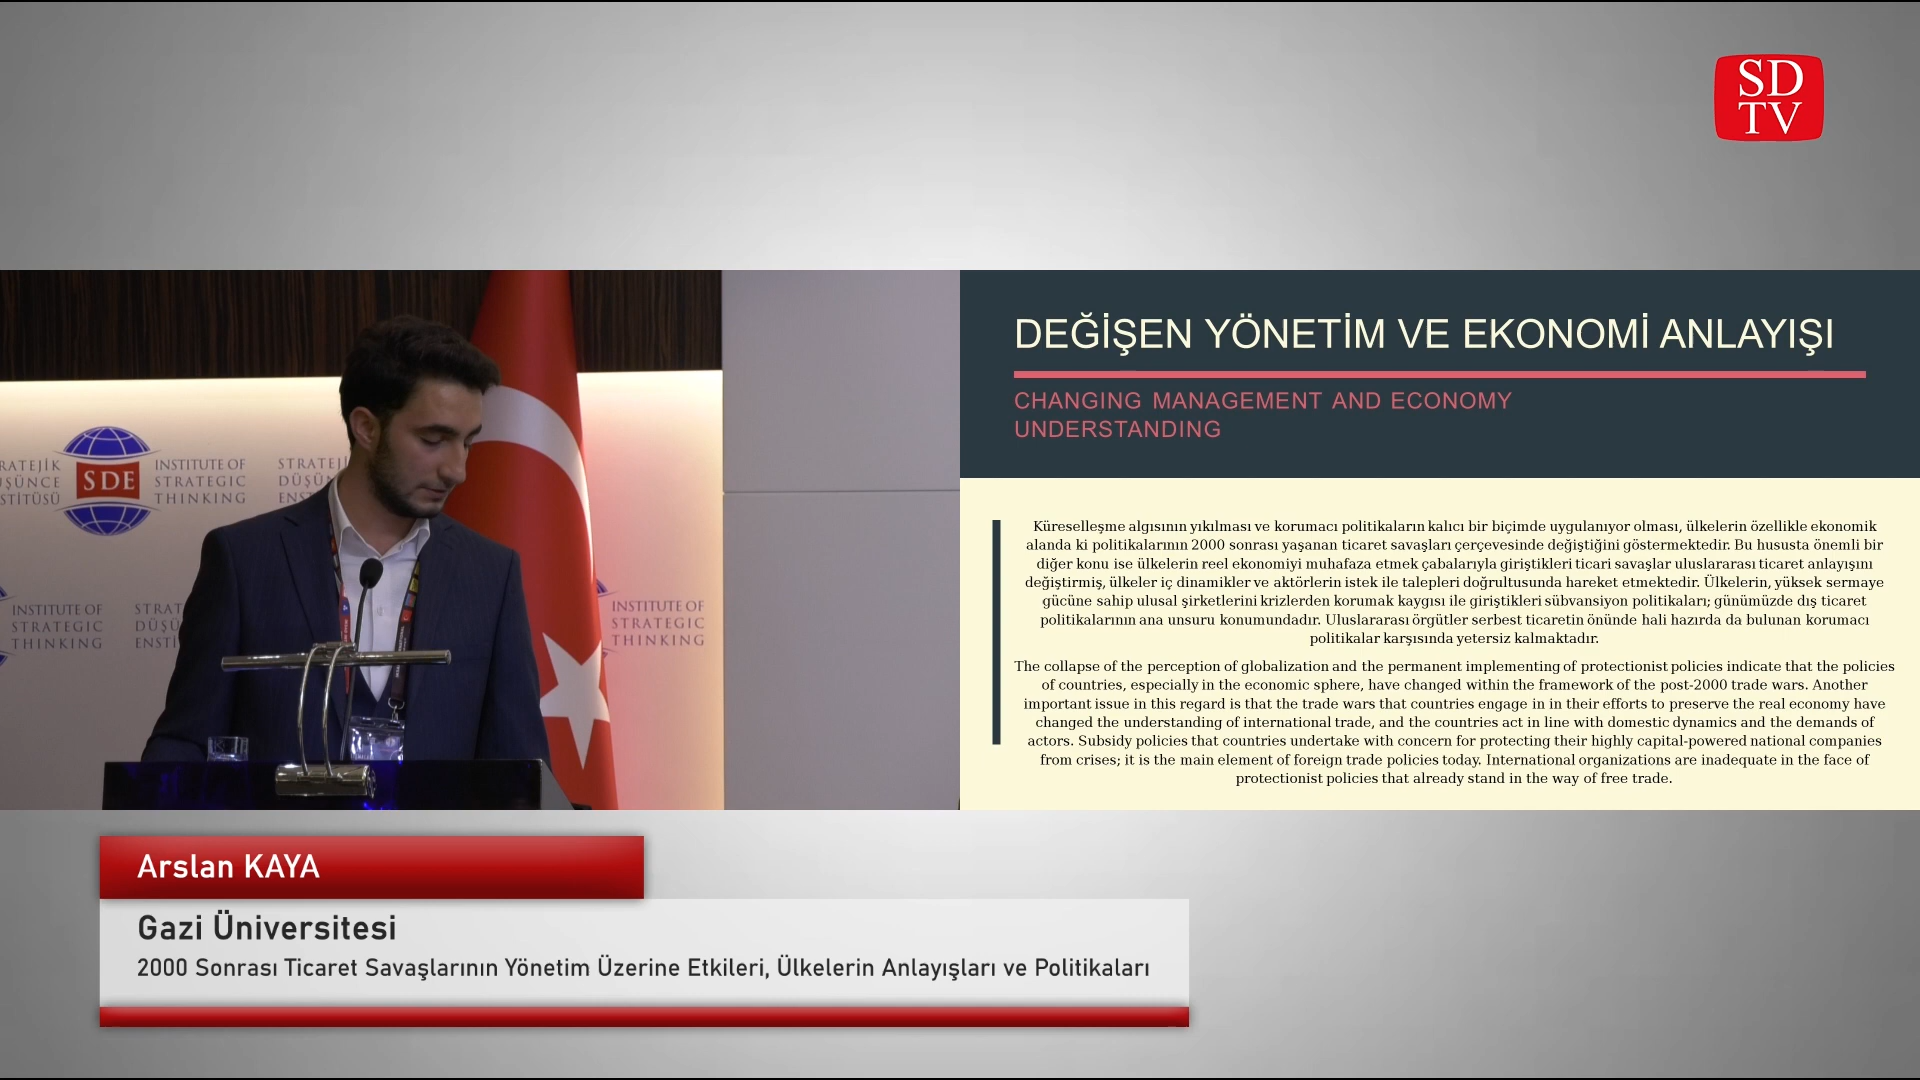 SD
TV
DEĞİŞEN YÖNETİM VE EKONOMİ ANLAYIŞI
CHANGING MANAGEMENT AND ECONOMY
UNDERSTANDING
Küreselleşme algısının yıkılması ve korumacı politikaların kalıcı bir biçimde uygulanıyor olması, ülkelerin özellikle ekonomik
alanda ki politikalarının 2000 sonrası yaşanan ticaret savaşları çerçevesinde değiştiğini göstermektedir. Bu hususta önemli bir
diğer konu ise ülkelerin reel ekonomiyi muhafaza etmek çabalarıyla giriştikleri ticari savaşlar uluslararası ticaret anlayışını
değiştirmiş, ülkeler iç dinamikler ve aktörlerin istek ile talepleri doğrultusunda hareket etmektedir. Ülkelerin, yüksek sermaye
gücüne sahip ulusal şirketlerini krizlerden korumak kaygısı ile giriştikleri sübvansiyon politikaları; günümüzde dış ticaret
politikalarının ana unsuru konumundadır. Uluslararası örgütler serbest ticaretin önünde hali hazırda da bulunan korumacı
politikalar karşısında yetersiz kalmaktadır.
The collapse of the perception of globalization and the permanent implementing of protectionist policies indicate that the policies
of countries, especially in the economic sphere, have changed within the framework of the post-2000 trade wars. Another
important issue in this regard is that the trade wars that countries engage in in their efforts to preserve the real economy have
changed the understanding of international trade, and the countries act in line with domestic dynamics and the demands of
actors. Subsidy policies that countries undertake with concern for protecting their highly capital-powered national companies
from crises; it is the main element of foreign trade policies today. International organizations are inadequate in the face of
protectionist policies that already stand in the way of free trade.
RATEJİK
ŞÜNCE
STİTÜSÜ
SDE
INSTITUTE OF
STRATEGIC
THINKING
STRATEJİ
DÜŞÜN
ENST
INSTITUTE OF
STRATEGIC
THINKING
STRAT
DÜŞÜ
ENSTİ
INSTITUTE OF
STRATEGIC
THINKING
Arslan KAYA
Gazi Üniversitesi
2000 Sonrası Ticaret Savaşlarının Yönetim Üzerine Etkileri, Ülkelerin Anlayışları ve Politikaları